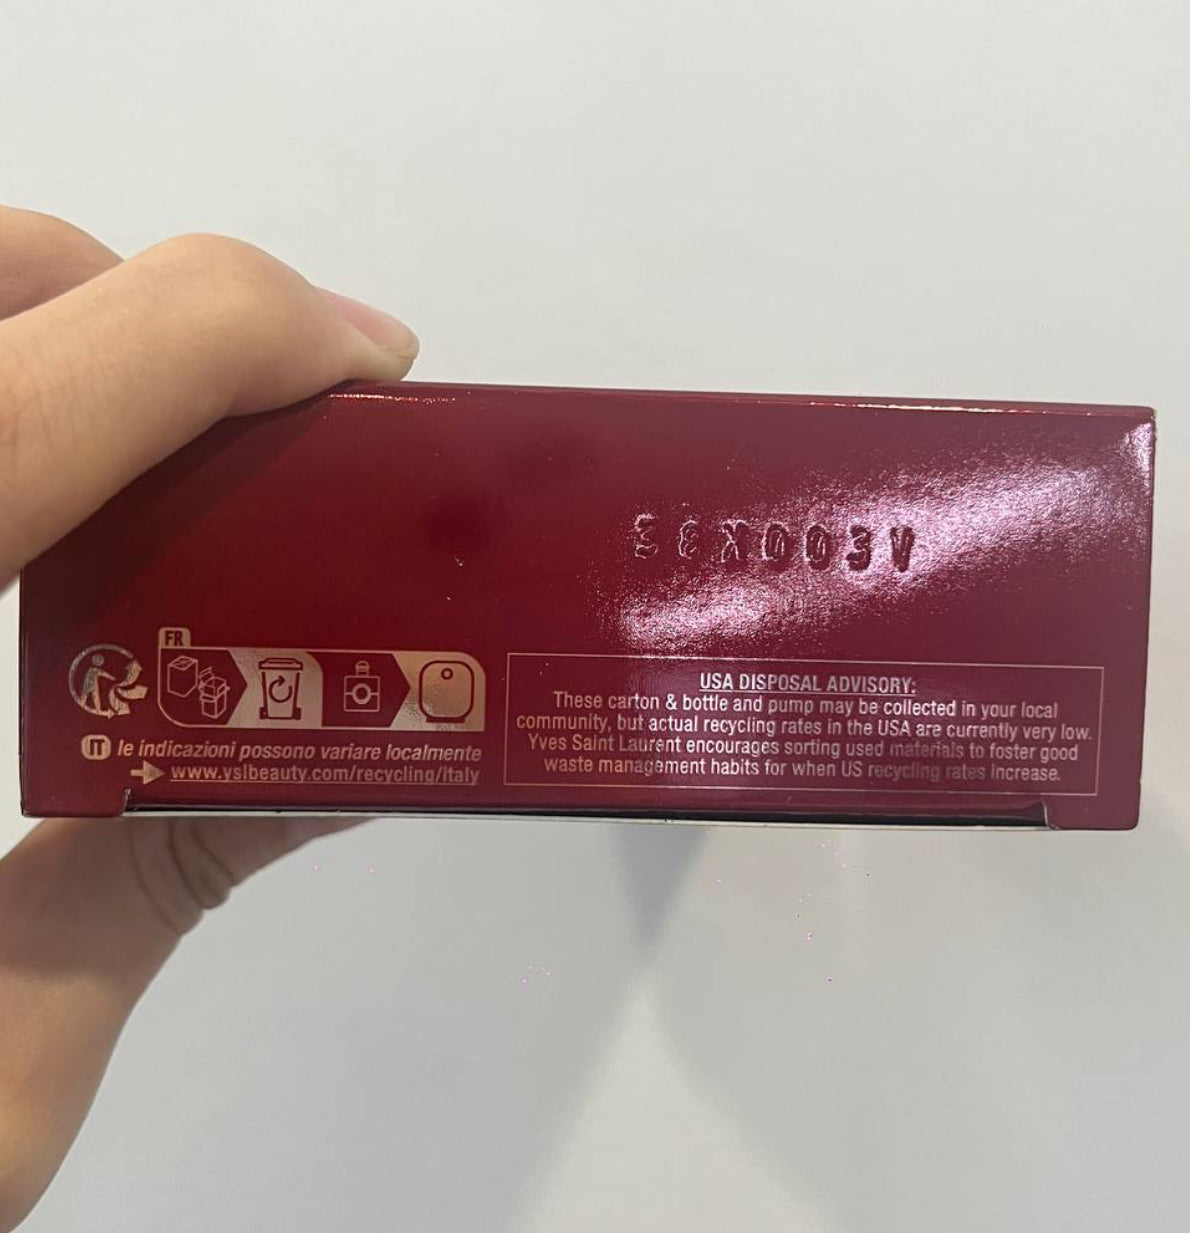 FR
IT le indicazioni possono variare localmente
www.yslbeauty.com/recycling/italy
USA DISPOSAL ADVISORY:
These carton & bottle and pump may be collected in your local
community, but actual recycling rates in the USA are currently very low.
Yves Saint Laurent encourages sorting used materials to foster good
waste management habits for when US recycling rates increase.